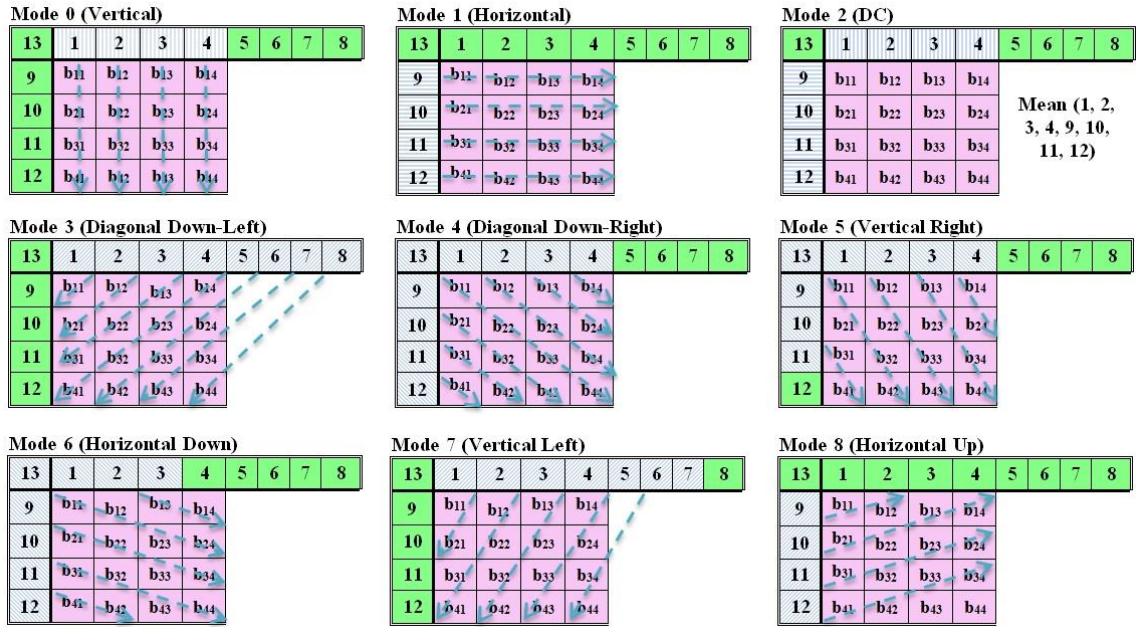 Mode 0 (Vertical)
13 1 2 3 4 5 6 7 8
9 b11 b12 b13 b14
10 b21 b22 b23 b24
11 b31 b32 b33 b34
12 b41 b42 b43 b44
Mode 1 (Horizontal)
13 1 2 3 4 5 6 7 8
9 b11 b12 b13 b14
10 b21 b22 b23 b24
11 b31 b32 b33 b34
12 b41 b42 b43 b44
Mode 2 (DC)
13 1 2 3 4 5 6 7 8
9 b11 b12 b13 b14
10 b21 b22 b23 b24
11 b31 b32 b33 b34
12 b41 b42 b43 b44
Mean (1, 2,
3, 4, 9, 10,
11, 12)
Mode 3 (Diagonal Down-Left)
13 1 2 3 4 5 6 7 8
9 b11 b12 b13 b14
10 b21 b22 b23 b24
11 b31 b32 b33 b34
12 b41 b42 b43 b44
Mode 4 (Diagonal Down-Right)
13 1 2 3 4 5 6 7 8
9 b11 b12 b13 b14
10 b21 b22 b23 b24
11 b31 b32 b33 b34
12 b41 b42 b43 b44
Mode 5 (Vertical Right)
13 1 2 3 4 5 6 7 8
9 b11 b12 b13 b14
10 b21 b22 b23 b24
11 b31 b32 b33 b34
12 b41 b42 b43 b44
Mode 6 (Horizontal Down)
13 1 2 3 4 5 6 7 8
9 b11 b12 b13 b14
10 b21 b22 b23 b24
11 b31 b32 b33 b34
12 b41 b42 b43 b44
Mode 7 (Vertical Left)
13 1 2 3 4 5 6 7 8
9 b11 b12 b13 b14
10 b21 b22 b23 b24
11 b31 b32 b33 b34
12 b41 b42 b43 b44
Mode 8 (Horizontal Up)
13 1 2 3 4 5 6 7 8
9 b11 b12 b13 b14
10 b21 b22 b23 b24
11 b31 b32 b33 b34
12 b41 b42 b43 b44